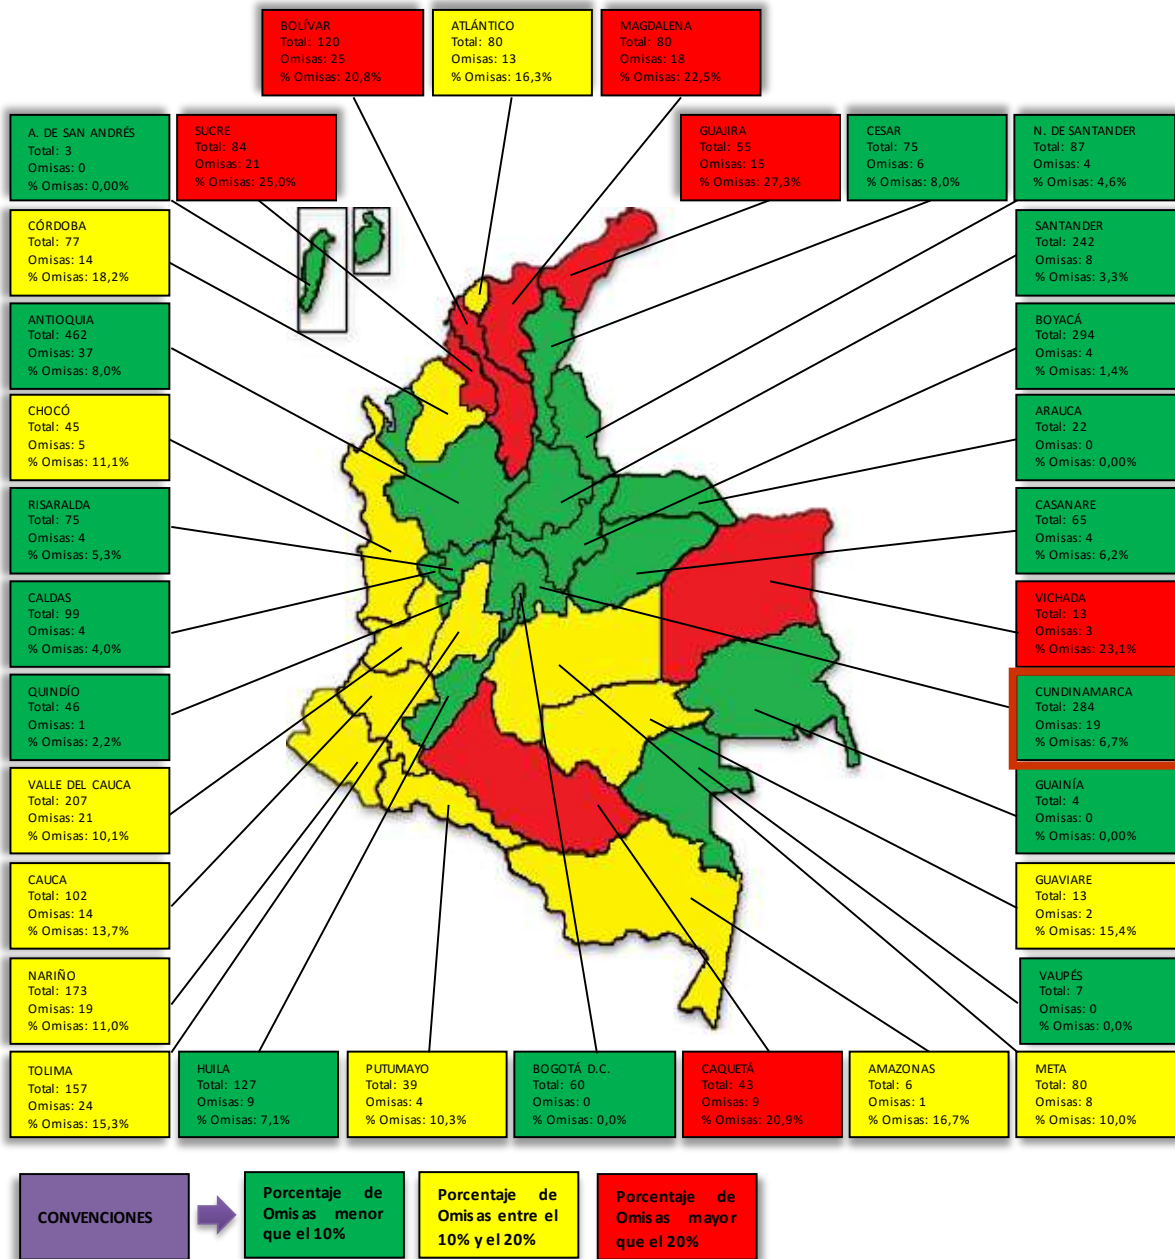 BOLÍVAR
Total: 120
Omisas: 25
% Omisas: 20,8%
ATLÁNTICO
Total: 80
Omisas: 13
% Omisas: 16,3%
MAGDALENA
Total: 80
Omisas: 18
% Omisas: 22,5%
A. DE SAN ANDRÉS
Total: 3
Omisas: 0
% Omisas: 0,00%
SUCRE
Total: 84
Omisas: 21
% Omisas: 25,0%
GUAJIRA
Total: 55
Omisas: 15
% Omisas: 27,3%
CESAR
Total: 75
Omisas: 6
% Omisas: 8,0%
N. DE SANTANDER
Total: 87
Omisas: 4
% Omisas: 4,6%
CÓRDOBA
Total: 77
Omisas: 14
% Omisas: 18,2%
SANTANDER
Total: 242
Omisas: 8
% Omisas: 3,3%
ANTIOQUIA
Total: 462
Omisas: 37
% Omisas: 8,0%
BOYACÁ
Total: 294
Omisas: 4
% Omisas: 1,4%
CHOCÓ
Total: 45
Omisas: 5
% Omisas: 11,1%
ARAUCA
Total: 22
Omisas: 0
% Omisas: 0,00%
RISARALDA
Total: 75
Omisas: 4
% Omisas: 5,3%
CASANARE
Total: 65
Omisas: 4
% Omisas: 6,2%
CALDAS
Total: 99
Omisas: 4
% Omisas: 4,0%
VICHADA
Total: 13
Omisas: 3
% Omisas: 23,1%
QUINDÍO
Total: 46
Omisas: 1
% Omisas: 2,2%
CUNDINAMARCA
Total: 284
Omisas: 19
% Omisas: 6,7%
VALLE DEL CAUCA
Total: 207
Omisas: 21
% Omisas: 10,1%
GUAINÍA
Total: 4
Omisas: 0
% Omisas: 0,00%
CAUCA
Total: 102
Omisas: 14
% Omisas: 13,7%
GUAVIARE
Total: 13
Omisas: 2
% Omisas: 15,4%
NARIÑO
Total: 173
Omisas: 19
% Omisas: 11,0%
VAUPÉS
Total: 7
Omisas: 0
% Omisas: 0,0%
TOLIMA
Total: 157
Omisas: 24
% Omisas: 15,3%
HUILA
Total: 127
Omisas: 9
% Omisas: 7,1%
PUTUMAYO
Total: 39
Omisas: 4
% Omisas: 10,3%
BOGOTÁ D.C.
Total: 60
Omisas: 0
% Omisas: 0,0%
CAQUETÁ
Total: 43
Omisas: 9
% Omisas: 20,9%
AMAZONAS
Total: 6
Omisas: 1
% Omisas: 16,7%
META
Total: 80
Omisas: 8
% Omisas: 10,0%
CONVENCIONES
Porcentaje de
Omisas menor
que el 10%
Porcentaje de
Omisas entre el
10% y el 20%
Porcentaje de
Omisas mayor
que el 20%